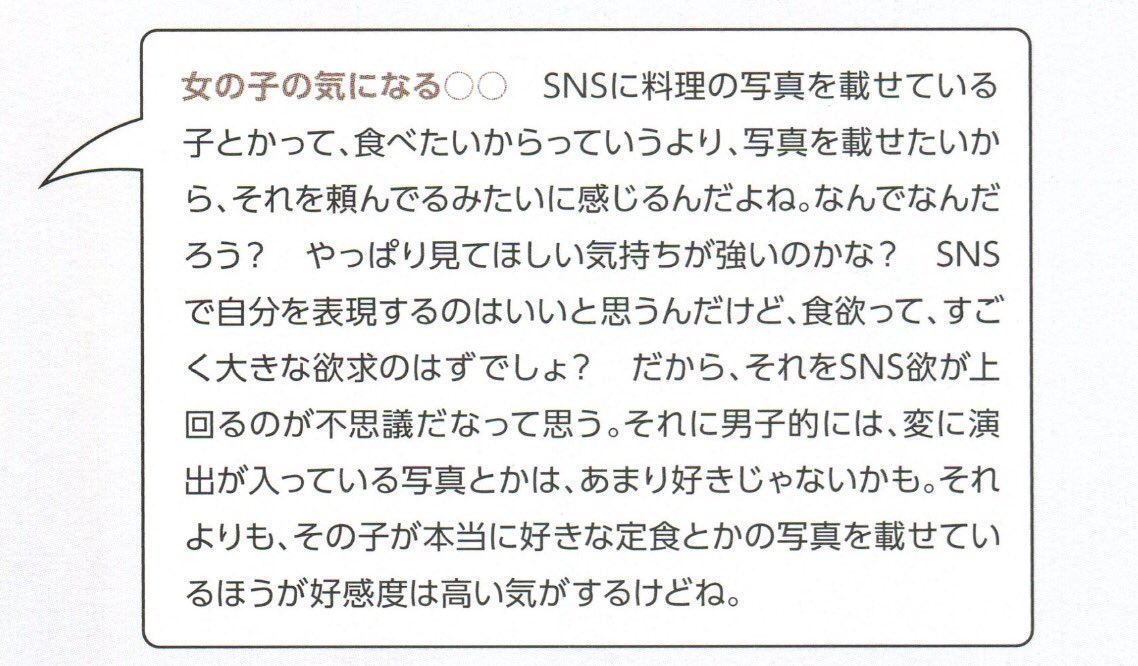 女の子の気になる○○　SNSに料理の写真を載せている
子とかって、食べたいからっていうより、写真を載せたいか
ら、それを頼んでるみたいに感じるんだよね。なんでなんだ
ろう？　やっぱり見てほしい気持ちが強いのかな？　SNS
で自分を表現するのはいいと思うんだけど、食欲って、すご
く大きな欲求のはずでしょ？　だから、それをSNS欲が上
回るのが不思議だなって思う。それに男子的には、変に演
出が入っている写真とかは、あまり好きじゃないかも。それ
よりも、その子が本当に好きな定食とかの写真を載せてい
るほうが好感度は高い気がするけどね。